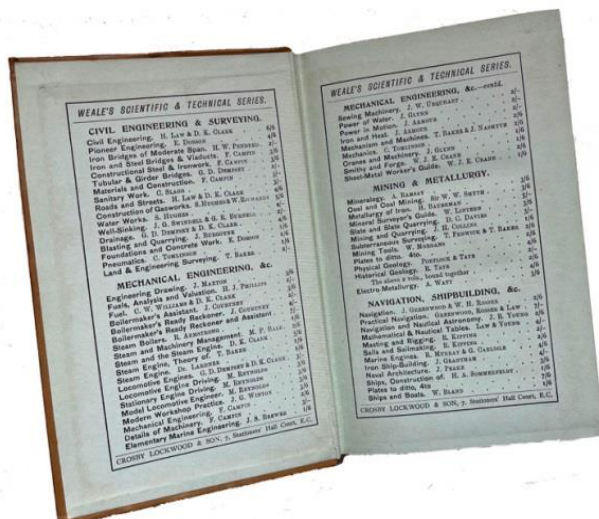 WEALE'S SCIENTIFIC & TECHNICAL SERIES.
CIVIL ENGINEERING & SURVEYING.
Civil Engineering. H. LAW & D. K. CLARK
Pioneer Engineering. E. DOBSON
Iron Bridges of Moderate Span. H. W. PENDRED
Iron and Steel Bridges & Viaducts. F. CAMPIN
Constructional Steel & Ironwork. F. CAMPIN
Tubular & Girder Bridges. G. D. DEMPSEY
Materials and Construction. F. CAMPIN
Sanitary Work. C. SLAGG
Roads and Streets. H. LAW & D. K. CLARK
Construction of Gasworks. S. HUGHES & W. RICHARDS
Water Works. S. HUGHES
Well-Sinking. J. G. SWINDELL & G. R. BURNELL
Drainage. G. D. DEMPSEY & D. K. CLARK
Blasting and Quarrying. J. BURGOYNE
Foundations and Concrete Work. E. DOBSON
Pneumatics. C. TOMLINSON
Land & Engineering Surveying. T. BAKER
MECHANICAL ENGINEERING, &c.
Engineering Drawing. J. MAXTON
Fuels, Analysis and Valuation. H. J. PHILLIPS
Fuel. C. W. WILLIAMS & D. K. CLARK
Boilermaker's Assistant. J. COURTNEY
Boilermaker's Ready Reckoner. J. COURTNEY
Boilermaker's Ready Reckoner and Assistant
Steam Boilers. R. ARMSTRONG
Steam and Machinery Management. M. P. BALE
Steam and the Steam Engine. D. K. CLARK
Steam Engine, Theory of. T. BAKER
Steam Engine. DR. LARDNER
Locomotive Engines. G. D. DEMPSEY & D. K. CLARK
Locomotive Engine Driving. M. REYNOLDS
Stationary Engine Driving. M. REYNOLDS
Model Locomotive Engineer. M. REYNOLDS
Modern Workshop Practice. J. G. WINTON
Mechanical Engineering. F. CAMPIN
Details of Machinery. F. CAMPIN
Elementary Marine Engineering. J. S. BREWER
CROSBY LOCKWOOD & SON, 7, Stationers' Hall Court, E.C.
WEALE'S SCIENTIFIC & TECHNICAL SERIES.
MECHANICAL ENGINEERING, &c.—contd.
Sewing Machinery. J. W. URQUHART
Power of Water. J. GLYNN
Power in Motion. J. ARMOUR
Iron and Heat. J. ARMOUR
Mechanism and Machines. T. BAKER & J. NASMYTH
Mechanics. C. TOMLINSON
Cranes and Machinery. J. GLYNN
Smithy and Forge. W. J. E. CRANE
Sheet-Metal Worker's Guide. W. J. E. CRANE
MINING & METALLURGY.
Mineralogy. A. RAMSAY
Coal and Coal Mining. SIR W. W. SMYTH
Metallurgy of Iron. H. BAUERMAN
Mineral Surveyor's Guide. W. LINTERN
Slate and Slate Quarrying. D. C. DAVIES
Mining and Quarrying. J. H. COLLINS
Subterraneous Surveying. T. FENWICK & T. BAKER
Mining Tools. W. MORGANS
Plates to ditto. 4to.
Physical Geology. PORTLOCK & TATE
Historical Geology. R. TATE
The above 2 vols., bound together
Electro Metallurgy. A. WATT
NAVIGATION, SHIPBUILDING, &c.
Navigation. J. GREENWOOD & W. H. ROSSER
Practical Navigation. GREENWOOD, ROSSER & LAW
Navigation and Nautical Astronomy. J. R. YOUNG
Mathematical & Nautical Tables. LAW & YOUNG
Masting and Rigging. R. KIPPING
Sails and Sailmaking. R. KIPPING
Marine Engines. R. MURRAY & G. CARLISLE
Iron Ship-Building. J. GRANTHAM
Naval Architecture. J. PEAKE
Ships, Construction of. H. A. SOMMERFELDT
Plates to ditto, 4to
Ships and Boats. W. BLAND
CROSBY LOCKWOOD & SON, 7, Stationers' Hall Court, E.C.